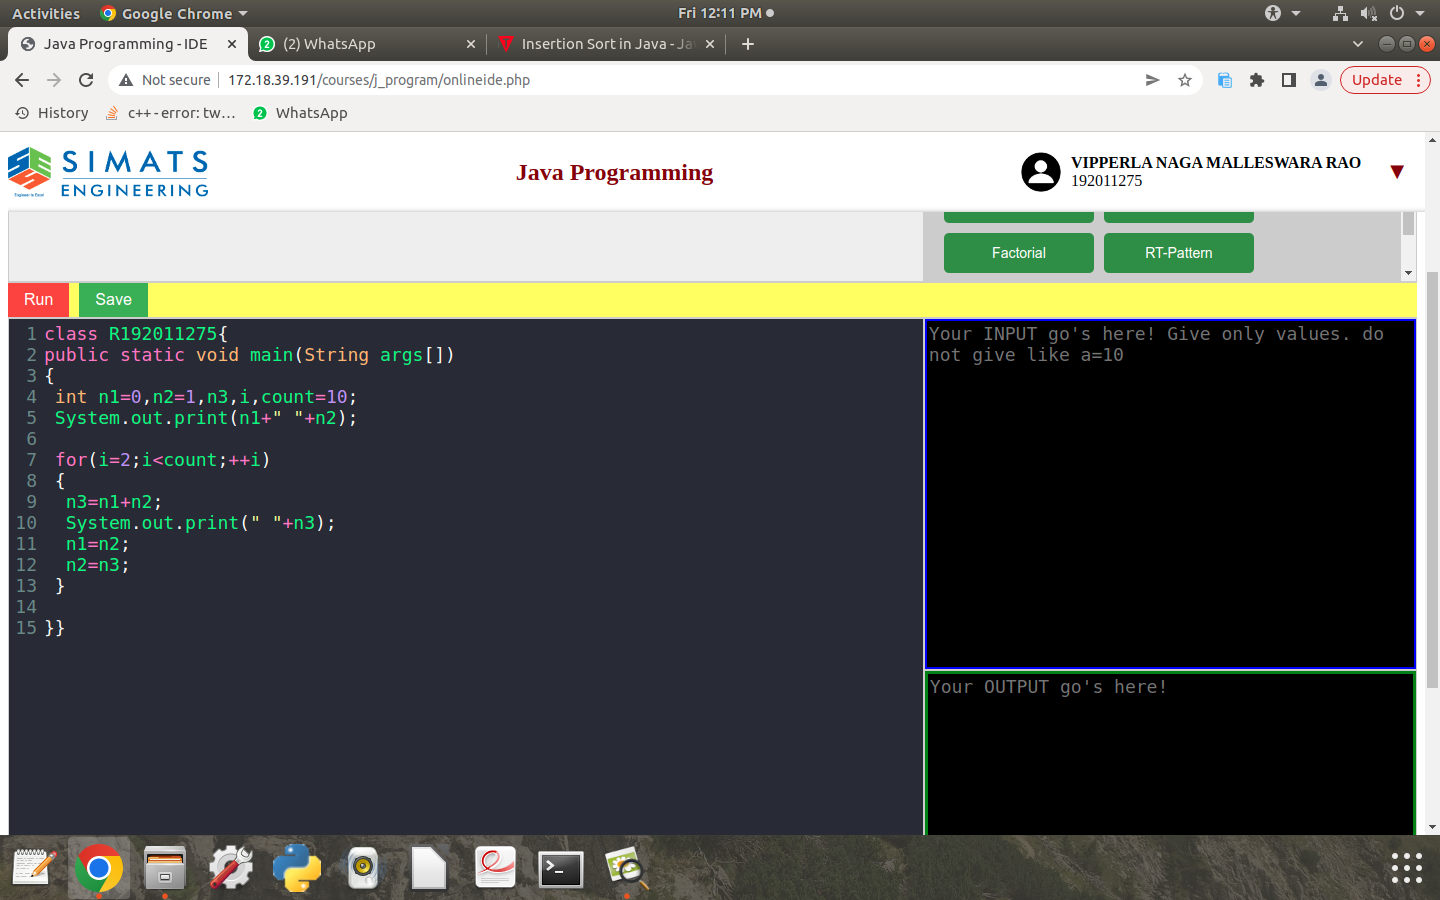 Activities
Google Chrome
Fri 12:11 PM
Java Programming - IDE
(2) WhatsApp
Insertion Sort in Java - Ja
Not secure
172.18.39.191/courses/j_program/onlineide.php
Update
History
c++ - error: tw...
WhatsApp
SIMATS
ENGINEERING
Java Programming
VIPPERLA NAGA MALLESWARA RAO
192011275
Factorial
RT-Pattern
Run
Save
1 class R192011275{
2 public static void main(String args[])
3 {
4 int n1=0,n2=1,n3,i,count=10;
5 System.out.print(n1+" "+n2);
6
7 for(i=2;i<count;++i)
8 {
9 n3=n1+n2;
10 System.out.print(" "+n3);
11 n1=n2;
12 n2=n3;
13 }
14
15 }}
Your INPUT go's here! Give only values. do
not give like a=10
Your OUTPUT go's here!